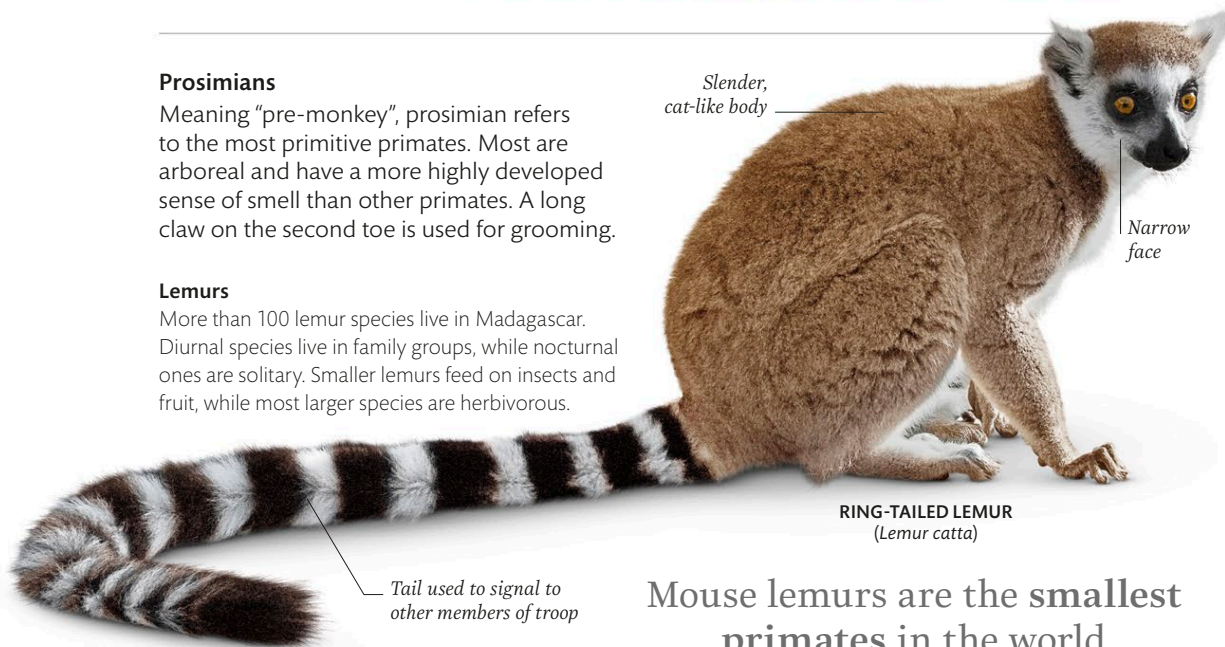 Prosimians
Meaning “pre-monkey”, prosimian refers
to the most primitive primates. Most are
arboreal and have a more highly developed
sense of smell than other primates. A long
claw on the second toe is used for grooming.
Lemurs
More than 100 lemur species live in Madagascar.
Diurnal species live in family groups, while nocturnal
ones are solitary. Smaller lemurs feed on insects and
fruit, while most larger species are herbivorous.
Slender,
cat-like body
Narrow
face
RING-TAILED LEMUR
(Lemur catta)
Tail used to signal to
other members of troop
Mouse lemurs are the smallest
primates in the world